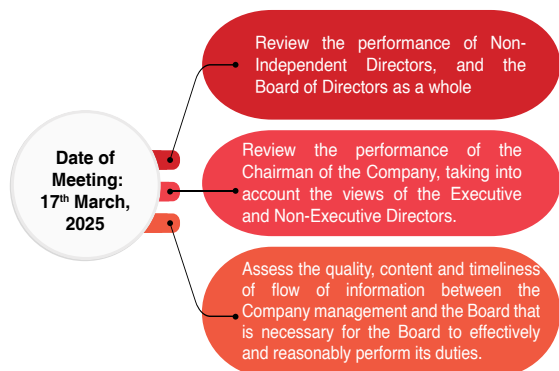 Date of
Meeting:
17th March,
2025
Review the performance of Non-
Independent Directors, and the
Board of Directors as a whole
Review the performance of the
Chairman of the Company, taking into
account the views of the Executive
and Non-Executive Directors.
Assess the quality, content and timeliness
of flow of information between the
Company management and the Board that
is necessary for the Board to effectively
and reasonably perform its duties.